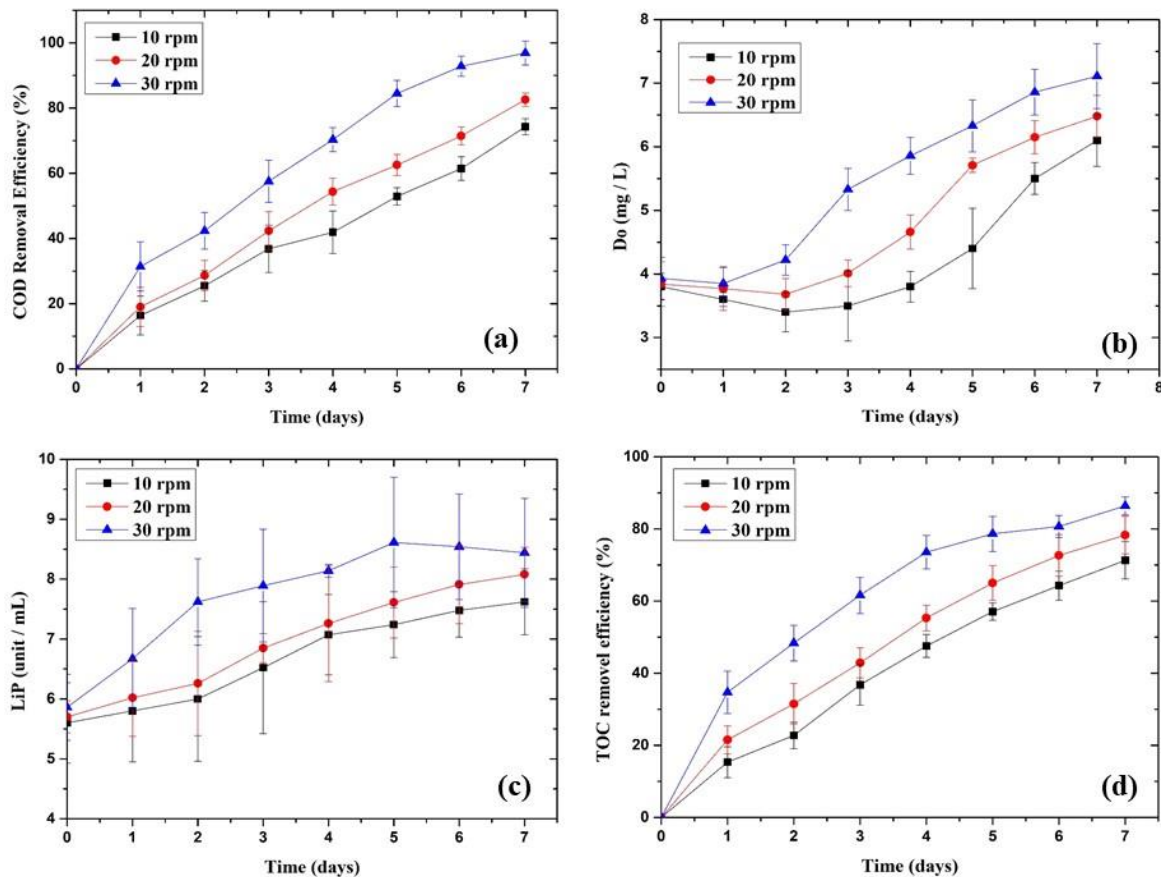 COD Removal Efficiency (%)
100
80
60
40
20
0
10 rpm
20 rpm
30 rpm
(a)
0 1 2 3 4 5 6 7
Time (days)
Do (mg / L)
8
7
6
5
4
3
10 rpm
20 rpm
30 rpm
(b)
0 1 2 3 4 5 6 7 8
Time (days)
LiP (unit / mL)
10
9
8
7
6
5
4
10 rpm
20 rpm
30 rpm
(c)
0 1 2 3 4 5 6 7
Time (days)
TOC removel efficiency (%)
100
80
60
40
20
0
10 rpm
20 rpm
30 rpm
(d)
0 1 2 3 4 5 6 7
Time (days)